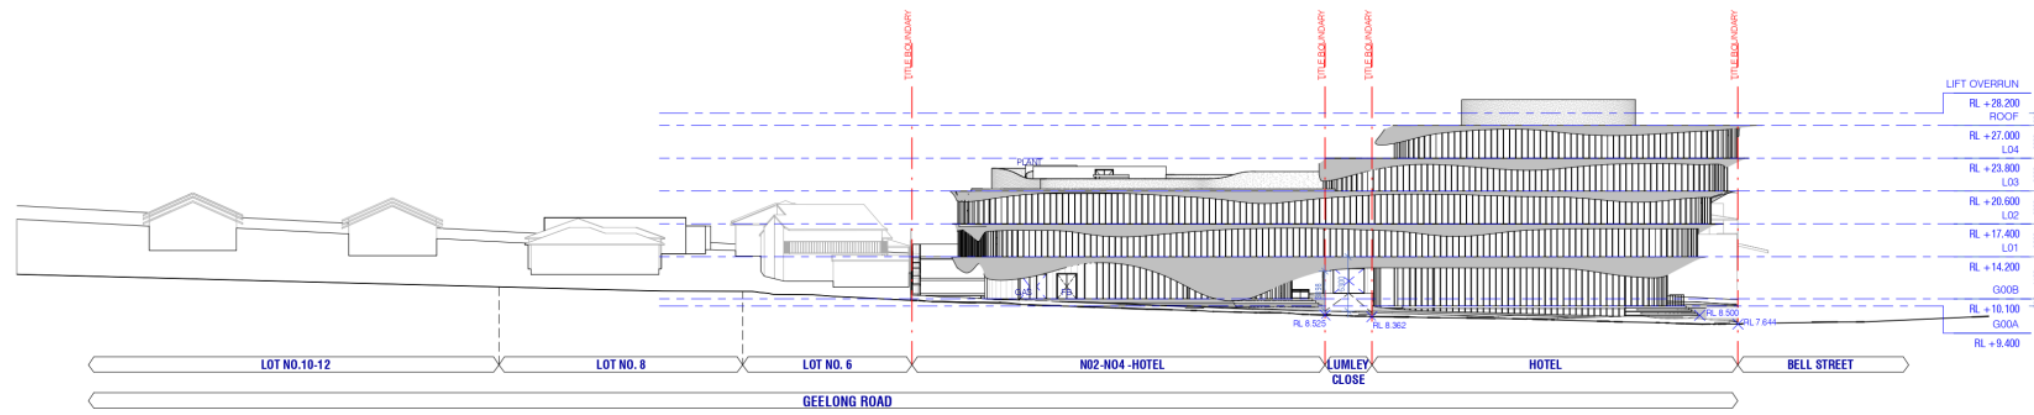 TITLE BOUNDARY
TITLE BOUNDARY
TITLE BOUNDARY
TITLE BOUNDARY
LIFT OVERRUN
RL +28.200
ROOF
RL +27.000
L04
RL +23.800
L03
RL +20.600
L02
RL +17.400
L01
RL +14.200
G00B
RL +10.100
G00A
RL +9.400
PLANT
GAS
FB
RL 8.525
RL 8.362
RL 8.500
RL 7.644
LOT NO.10-12
LOT NO. 8
LOT NO. 6
N02-NO4 -HOTEL
LUMLEY
CLOSE
HOTEL
BELL STREET
GEELONG ROAD